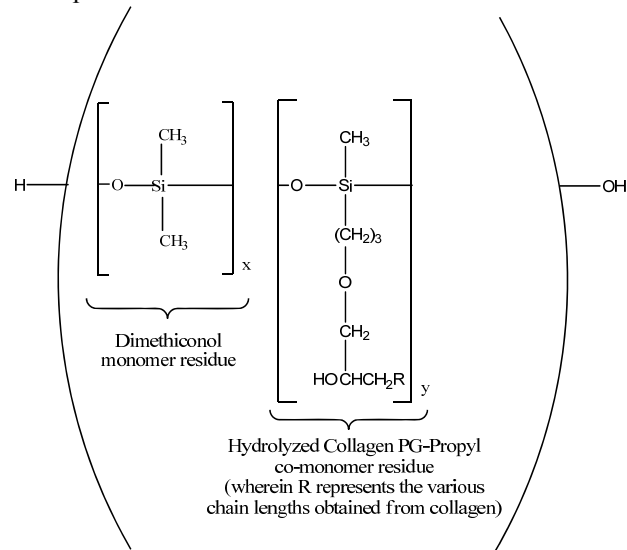 CH3
CH3
H
O
Si
O
Si
OH
CH3
(CH2)3
x
O
Dimethiconol
monomer residue
CH2
HOCHCH2R
y
Hydrolyzed Collagen PG-Propyl
co-monomer residue
(wherein R represents the various
chain lengths obtained from collagen)